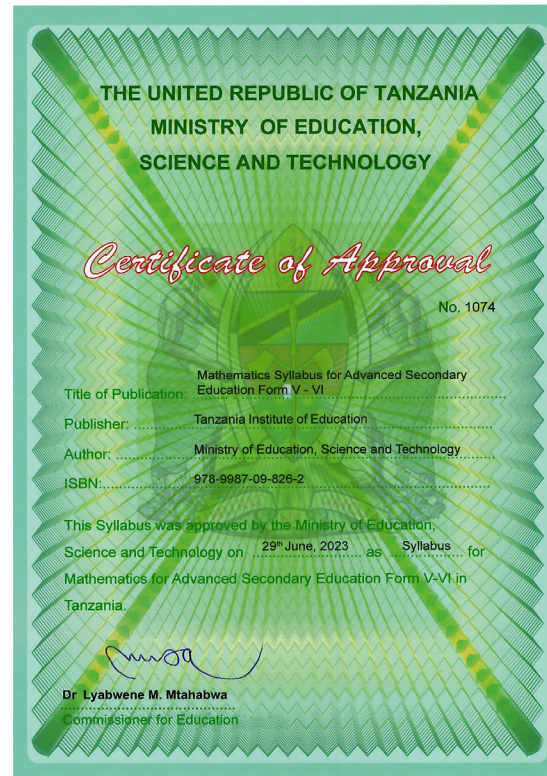 THE UNITED REPUBLIC OF TANZANIA
MINISTRY OF EDUCATION,
SCIENCE AND TECHNOLOGY
Certificate of Approval
No. 1074
Title of Publication: Mathematics Syllabus for Advanced Secondary
Education Form V - VI
Publisher: Tanzania Institute of Education
Author: Ministry of Education, Science and Technology
ISBN: 978-9987-09-826-2
This Syllabus was approved by the Ministry of Education,
Science and Technology on 29th June, 2023 as Syllabus for
Mathematics for Advanced Secondary Education Form V-VI in
Tanzania.
Dr Lyabwene M. Mtahabwa
Commissioner for Education